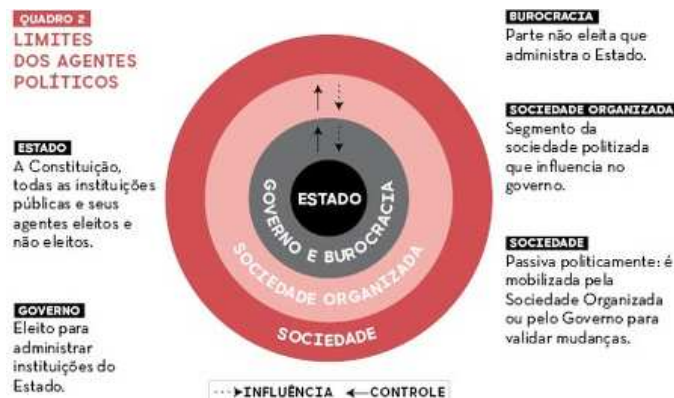 QUADRO 2
LIMITES
DOS AGENTES
POLÍTICOS
ESTADO
A Constituição,
todas as instituições
públicas e seus
agentes eleitos e
não eleitos.
GOVERNO
Eleito para
administrar
instituições do
Estado.
ESTADO
GOVERNO E BUROCRACIA
SOCIEDADE ORGANIZADA
SOCIEDADE
INFLUÊNCIA CONTROLE
BUROCRACIA
Parte não eleita que
administra o Estado.
SOCIEDADE ORGANIZADA
Segmento da
sociedade politizada
que influencia no
governo.
SOCIEDADE
Passiva politicamente: é
mobilizada pela
Sociedade Organizada
ou pelo Governo para
validar mudanças.